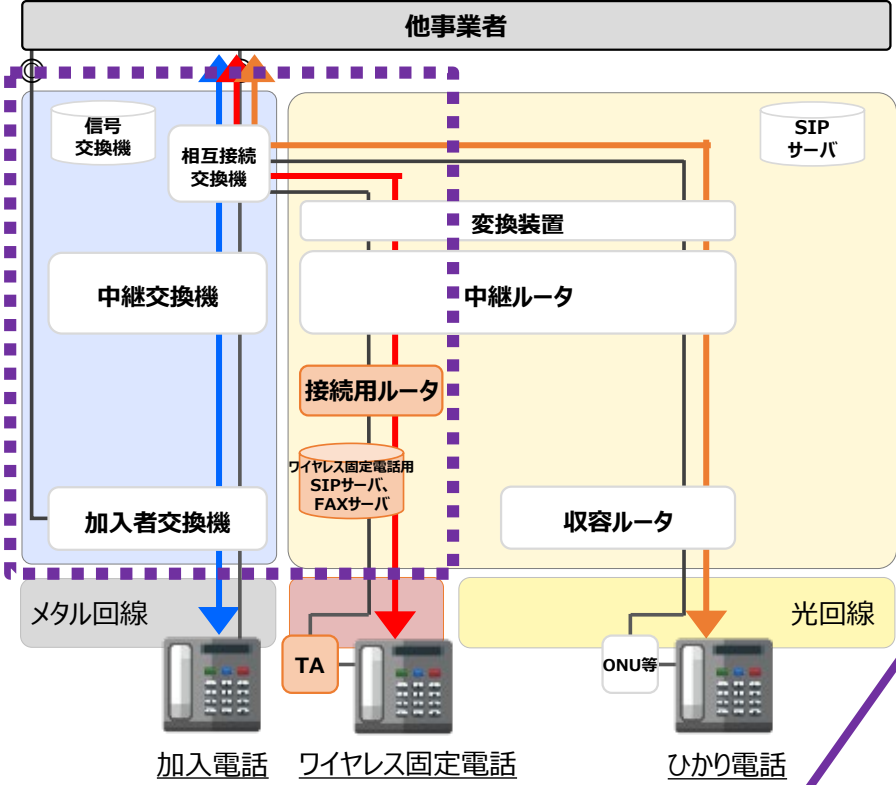 他事業者
信号
交換機
SIP
サーバ
相互接続
交換機
変換装置
中継交換機
中継ルータ
接続用ルータ
ワイヤレス固定電話用
SIPサーバ、
FAXサーバ
加入者交換機
収容ルータ
メタル回線
光回線
TA
ONU等
加入電話
ワイヤレス固定電話
ひかり電話